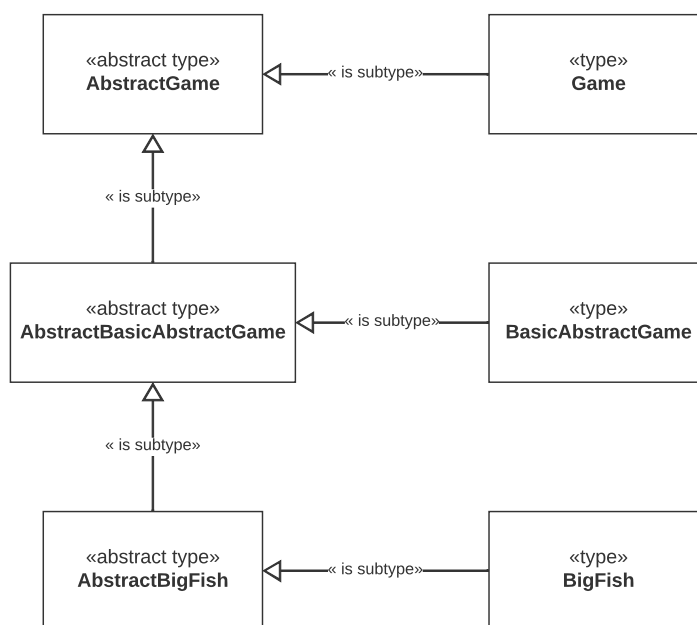 «abstract type»
AbstractGame
« is subtype»
«type»
Game
« is subtype»
«abstract type»
AbstractBasicAbstractGame
« is subtype»
«type»
BasicAbstractGame
« is subtype»
«abstract type»
AbstractBigFish
« is subtype»
«type»
BigFish